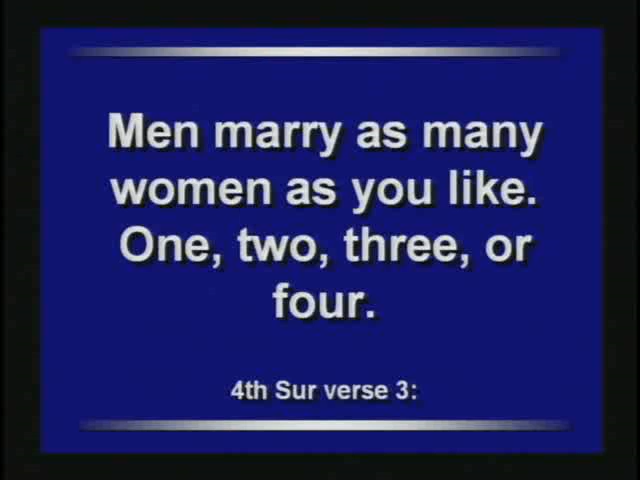 Men marry as many
women as you like.
One, two, three, or
four.
4th Sur verse 3: